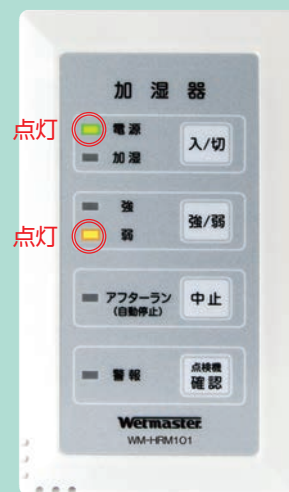 加湿器
点灯
電源
加湿
入/切
強
点灯
弱
強/弱
アフターラン
(自動停止)
中止
警報
点検機
確認
Wetmaster
WM-HRM101